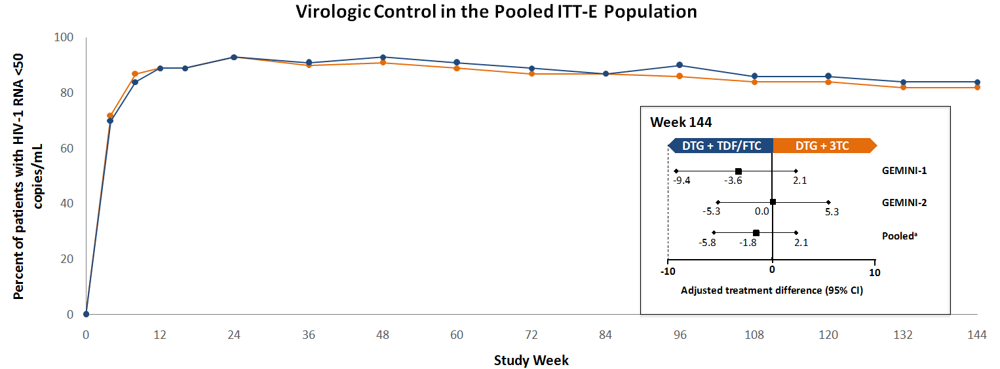 Virologic Control in the Pooled ITT-E Population
Percent of patients with HIV-1 RNA <50
copies/mL
100
80
60
40
20
0
0 12 24 36 48 60 72 84 96 108 120 132 144
Study Week
Week 144
DTG + TDF/FTC DTG + 3TC
GEMINI-1
-9.4 -3.6 2.1
GEMINI-2
-5.3 0.0 5.3
Pooledᵃ
-5.8 -1.8 2.1
-10 0 10
Adjusted treatment difference (95% CI)